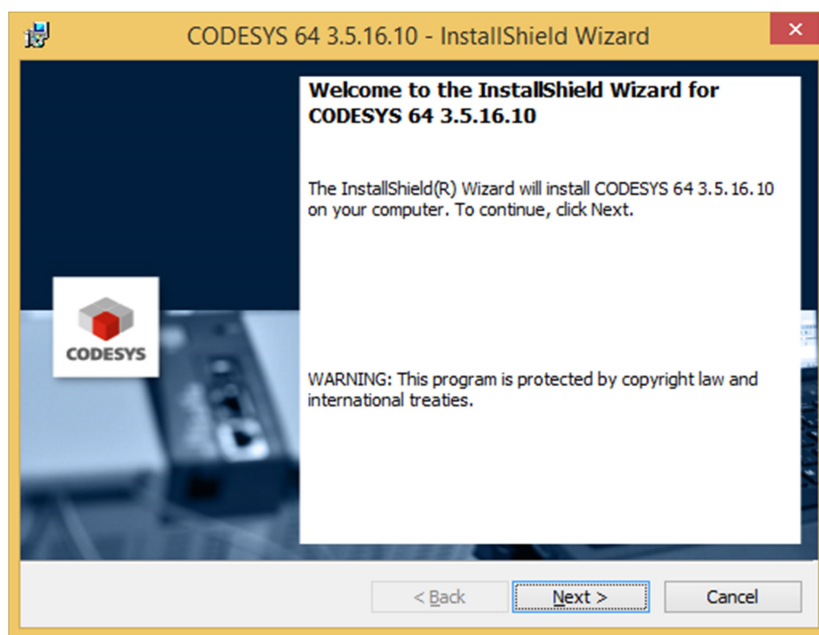 CODESYS 64 3.5.16.10 - InstallShield Wizard
Welcome to the InstallShield Wizard for
CODESYS 64 3.5.16.10
The InstallShield(R) Wizard will install CODESYS 64 3.5.16.10
on your computer. To continue, click Next.
CODESYS
WARNING: This program is protected by copyright law and
international treaties.
< Back Next > Cancel